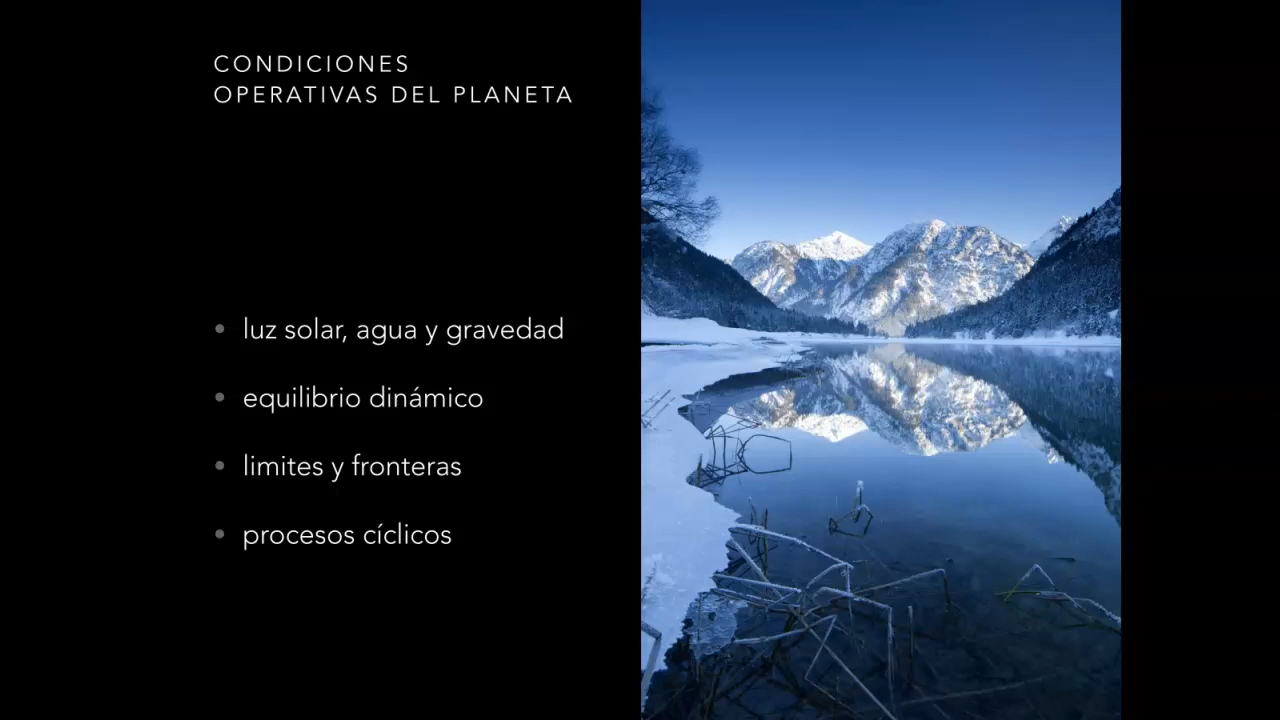 CONDICIONES
OPERATIVAS DEL PLANETA
• luz solar, agua y gravedad
• equilibrio dinámico
• limites y fronteras
• procesos cíclicos